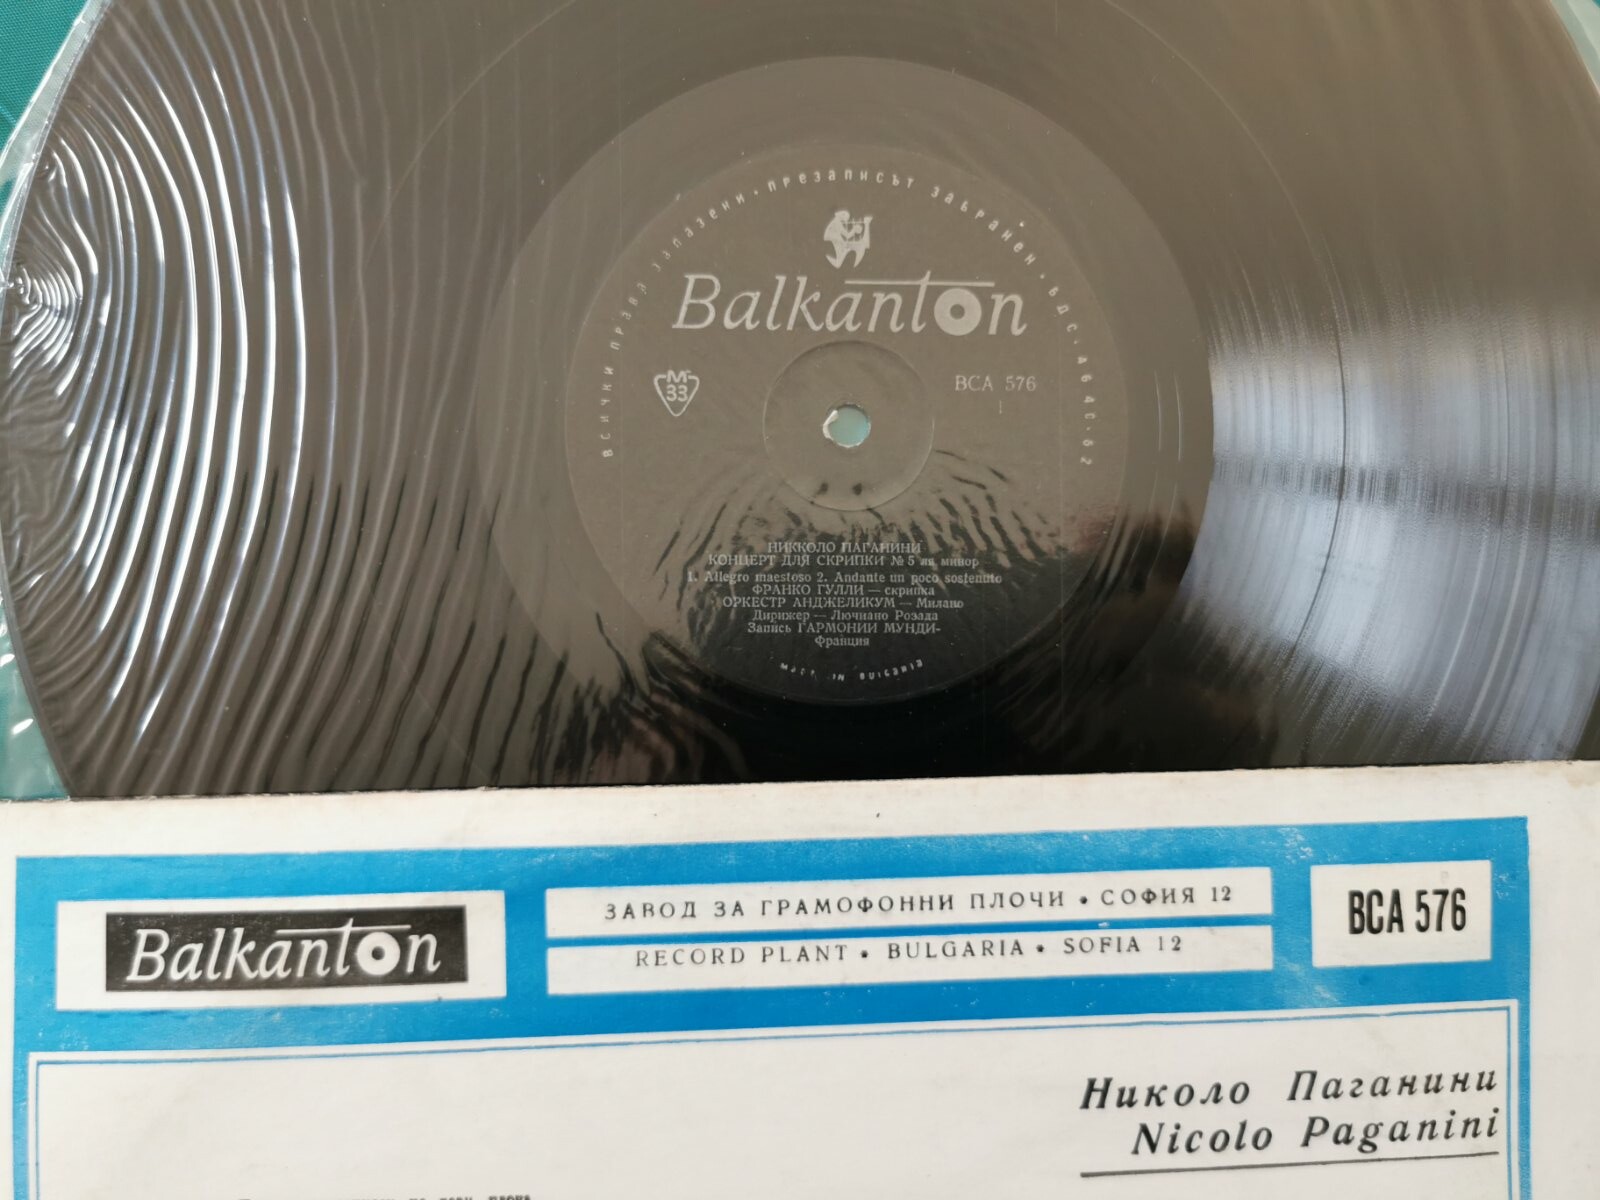 ВСИЧКИ ПРАВА ЗАПАЗЕНИ · ПРЕЗАПИСЪТ ЗАБРАНЕН · БДС · 4640-62
Balkanton
M
33
ВСА 576
1
НИККОЛО ПАГАНИНИ
КОНЦЕРТ ДЛЯ СКРИПКИ № 5 ля минор
1. Allegro maestoso 2. Andante un poco sostenuto
ФРАНКО ГУЛЛИ — скрипка
ОРКЕСТР АНДЖЕЛИКУМ — Милано
Дирижер — Лючиано Розада
Запись ГАРМОНИИ МУНДИ-
Франция
MADE IN BULGARIA
Balkanton
ЗАВОД ЗА ГРАМОФОННИ ПЛОЧИ • СОФИЯ 12
RECORD PLANT • BULGARIA • SOFIA 12
ВСА 576
Николо Паганини
Nicolo Paganini